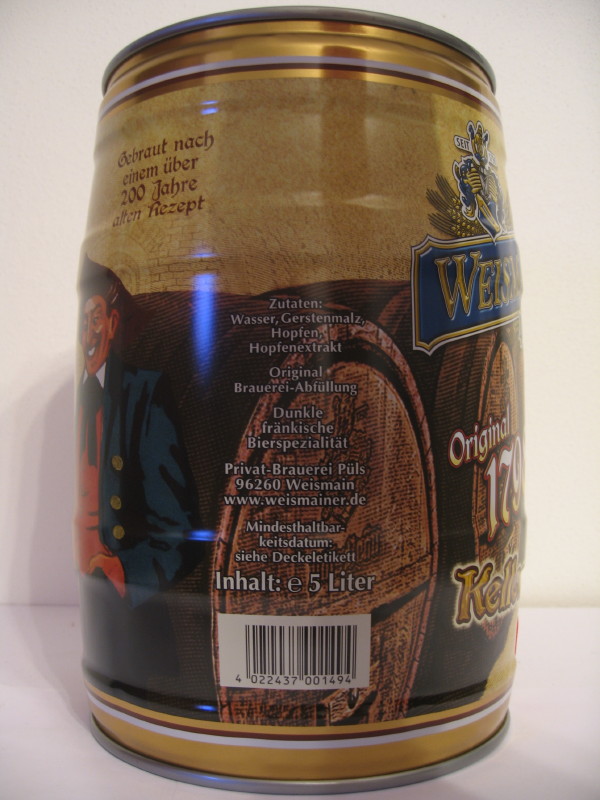 Gebraut nach
einem über
200 Jahre
alten Rezept
SEIT
Zutaten:
Wasser, Gerstenmalz,
Hopfen,
Hopfenextrakt
Original
Brauerei-Abfüllung
Dunkle
fränkische
Bierspezialität
Privat-Brauerei Püls
96260 Weismain
www.weismainer.de
Mindesthaltbar-
keitsdatum:
siehe Deckeletikett
Inhalt: ℮ 5 Liter
4 022437 001494
Original
179